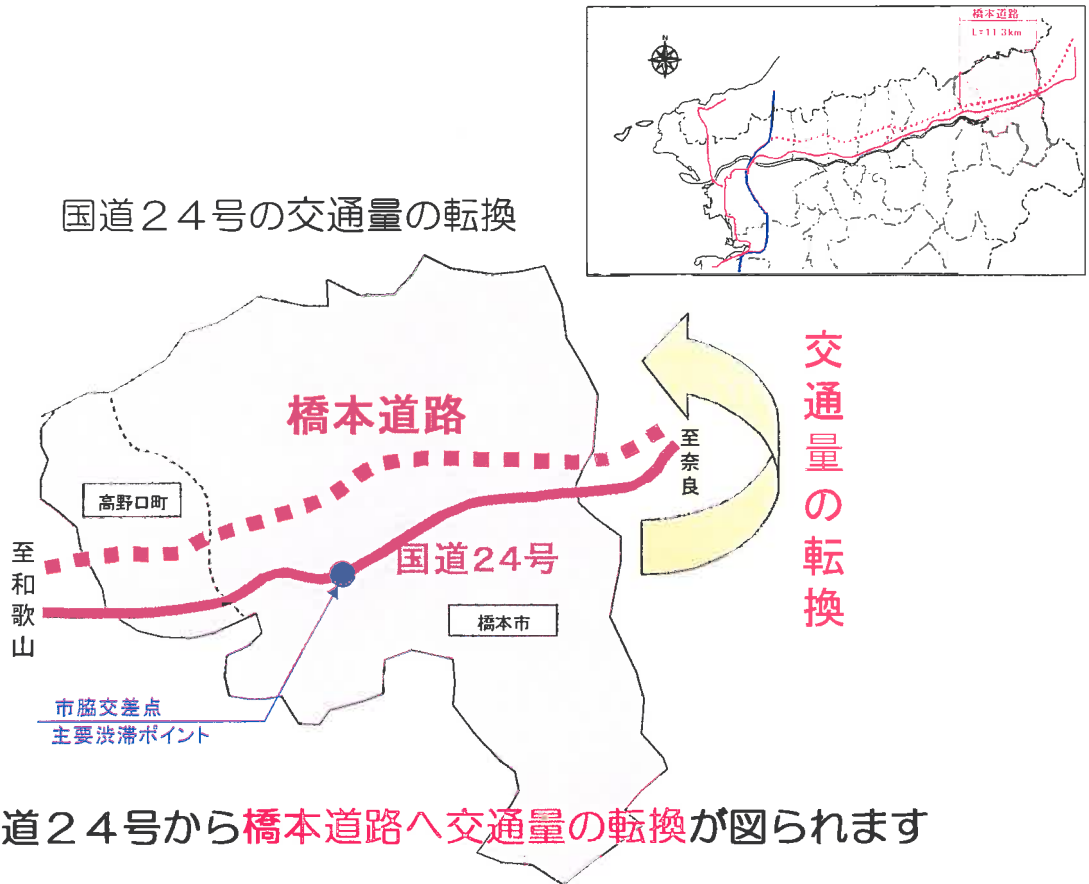 橋本道路
L=11.3km
N
国道24号の交通量の転換
橋本道路
至奈良
交通量の転換
高野口町
至和歌山
国道24号
橋本市
市脇交差点
主要渋滞ポイント
道24号から橋本道路へ交通量の転換が図られます